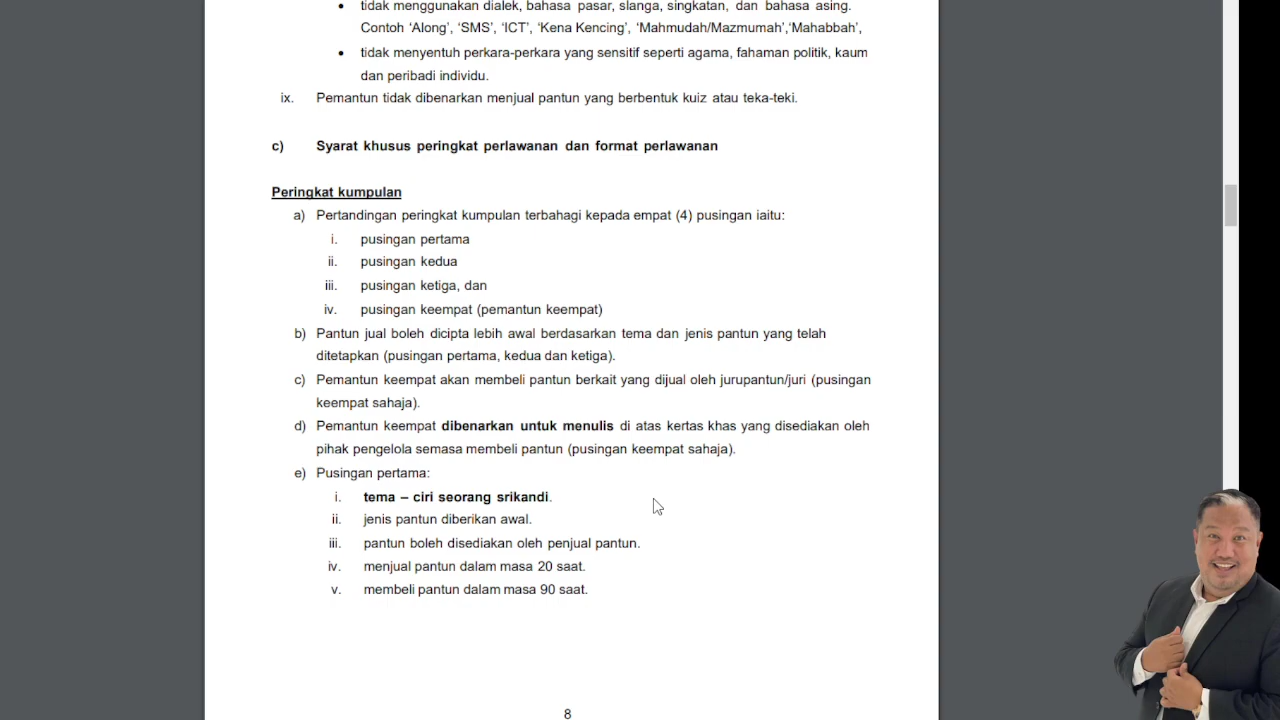 • tidak menggunakan dialek, bahasa pasar, slanga, singkatan, dan bahasa asing.
Contoh ‘Along’, ‘SMS’, ‘ICT’, ‘Kena Kencing’, ‘Mahmudah/Mazmumah’,‘Mahabbah’,
• tidak menyentuh perkara-perkara yang sensitif seperti agama, fahaman politik, kaum
dan peribadi individu.
ix. Pemantun tidak dibenarkan menjual pantun yang berbentuk kuiz atau teka-teki.
c) Syarat khusus peringkat perlawanan dan format perlawanan
Peringkat kumpulan
a) Pertandingan peringkat kumpulan terbahagi kepada empat (4) pusingan iaitu:
i. pusingan pertama
ii. pusingan kedua
iii. pusingan ketiga, dan
iv. pusingan keempat (pemantun keempat)
b) Pantun jual boleh dicipta lebih awal berdasarkan tema dan jenis pantun yang telah
ditetapkan (pusingan pertama, kedua dan ketiga).
c) Pemantun keempat akan membeli pantun berkait yang dijual oleh jurupantun/juri (pusingan
keempat sahaja).
d) Pemantun keempat dibenarkan untuk menulis di atas kertas khas yang disediakan oleh
pihak pengelola semasa membeli pantun (pusingan keempat sahaja).
e) Pusingan pertama:
i. tema – ciri seorang srikandi.
ii. jenis pantun diberikan awal.
iii. pantun boleh disediakan oleh penjual pantun.
iv. menjual pantun dalam masa 20 saat.
v. membeli pantun dalam masa 90 saat.
8